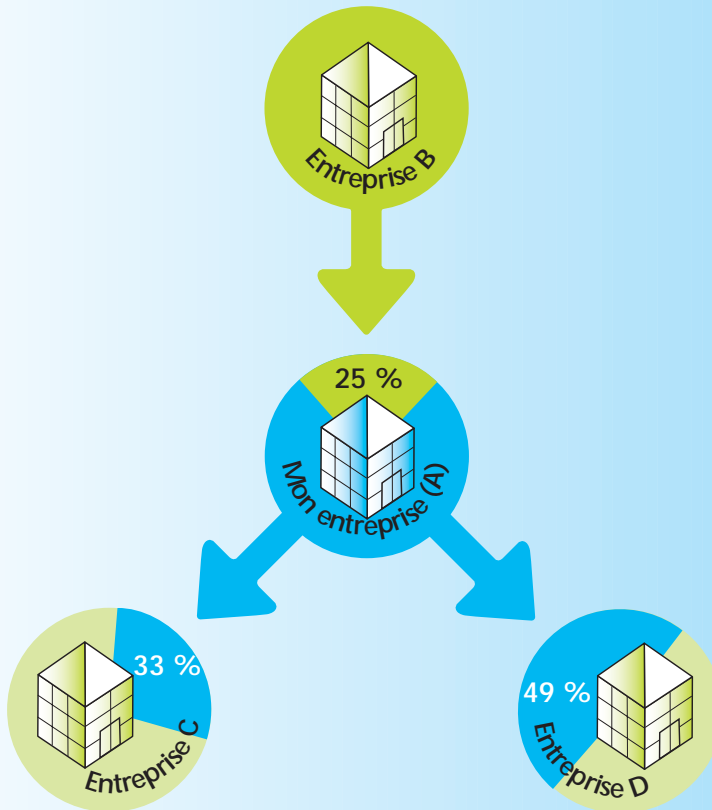 Entreprise B
25 %
Mon entreprise (A)
33 %
Entreprise C
49 %
Entreprise D